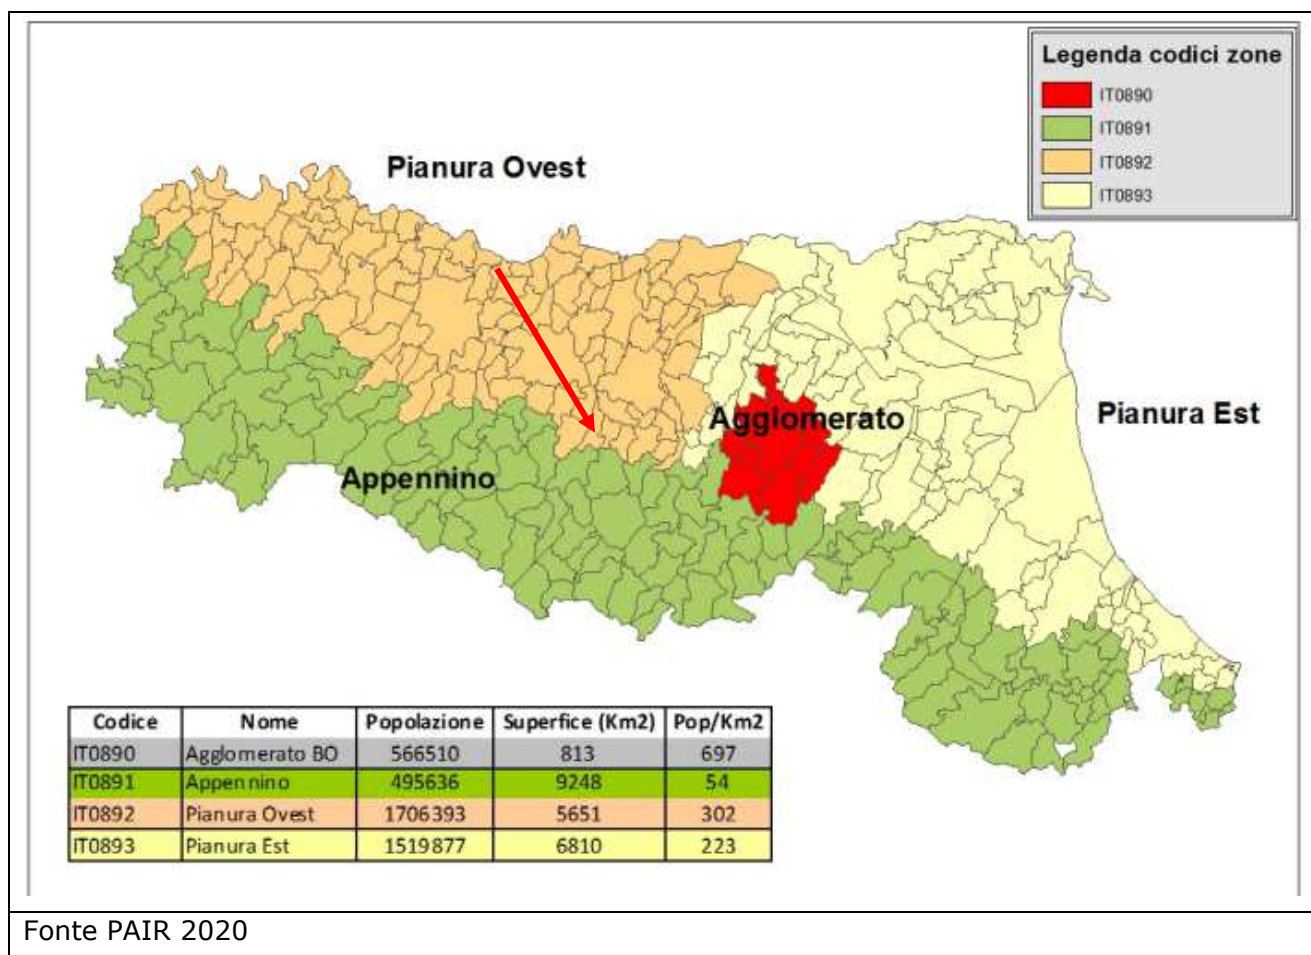 Legenda codici zone
IT0890
IT0891
IT0892
IT0893
Pianura Ovest
Agglomerato
Pianura Est
Appennino
Codice Nome Popolazione Superfice (Km2) Pop/Km2
IT0890 Agglomerato BO 566510 813 697
IT0891 Appennino 495636 9248 54
IT0892 Pianura Ovest 1706393 5651 302
IT0893 Pianura Est 1519877 6810 223
Fonte PAIR 2020